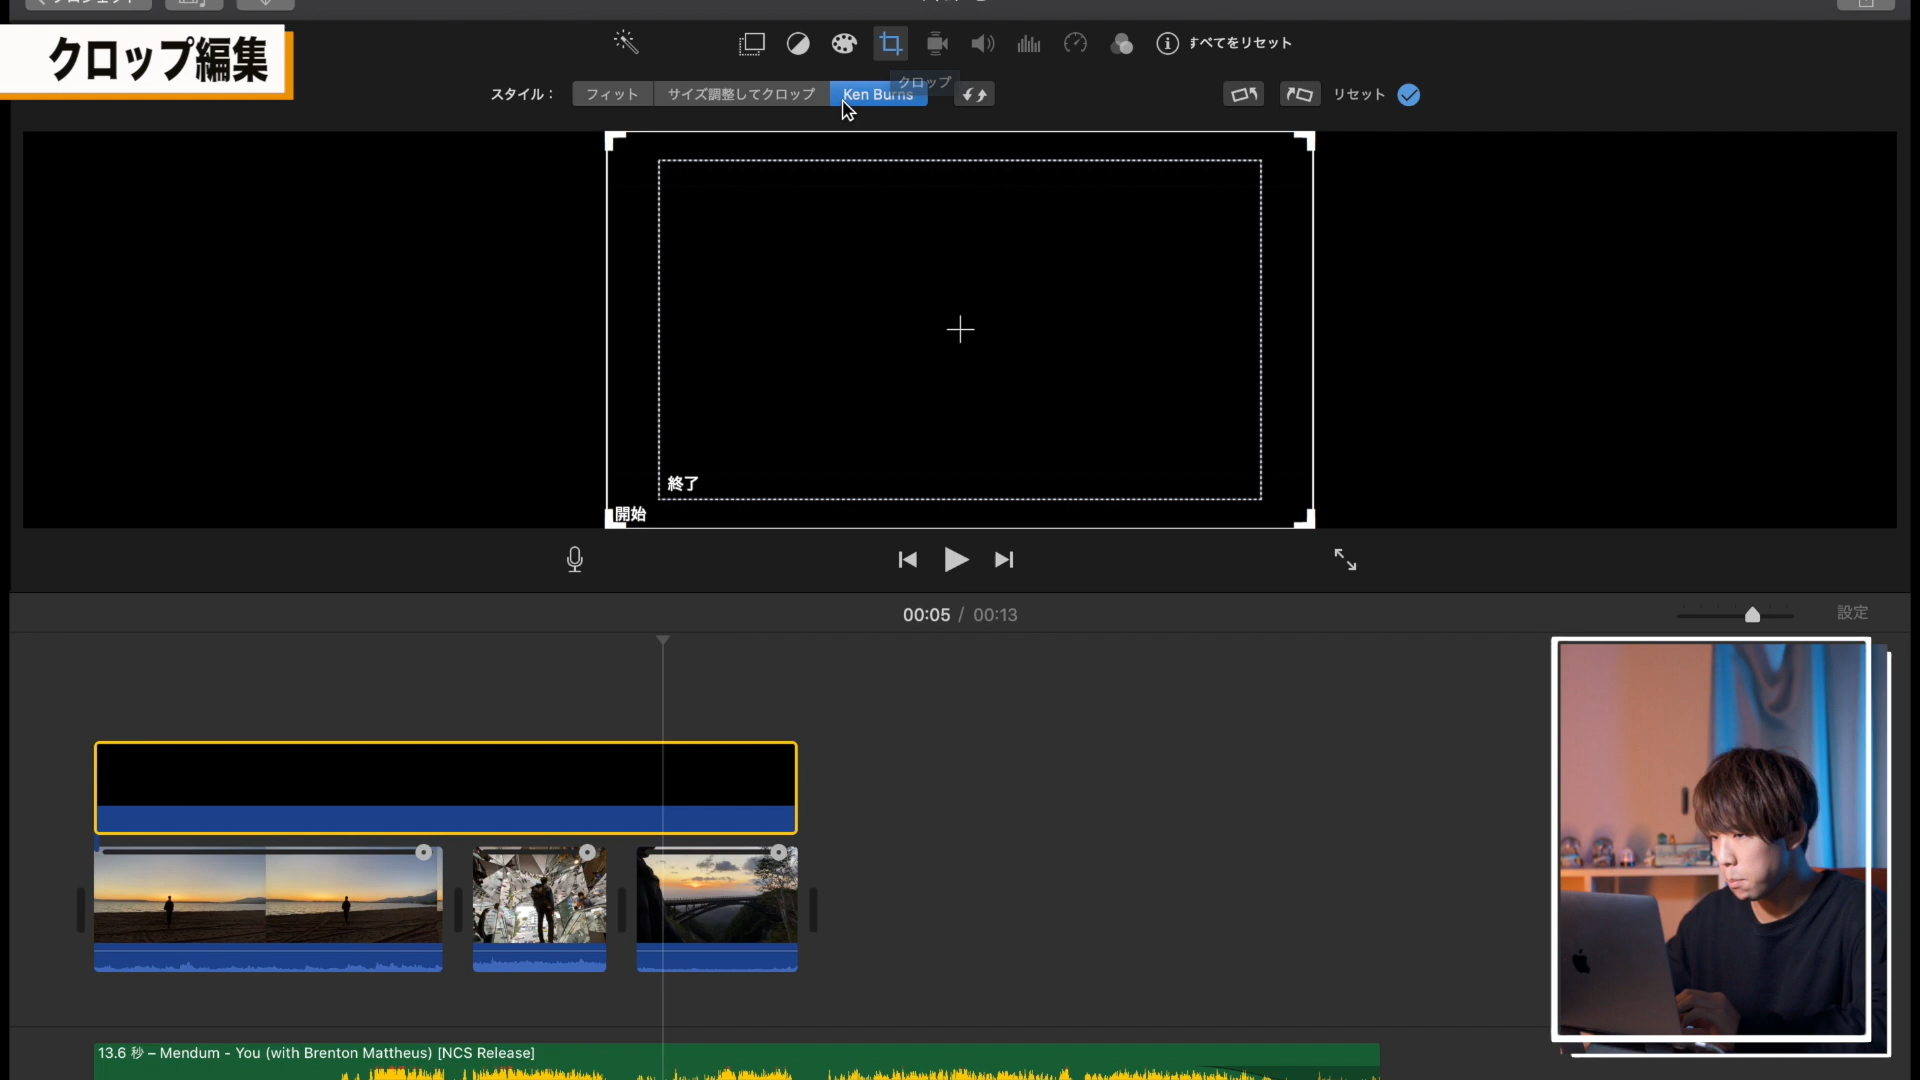 クロップ編集
すべてをリセット
クロップ
スタイル：
フィット
サイズ調整してクロップ
Ken Burns
リセット
終了
開始
00:05 / 00:13
設定
13.6 秒 – Mendum - You (with Brenton Mattheus) [NCS Release]